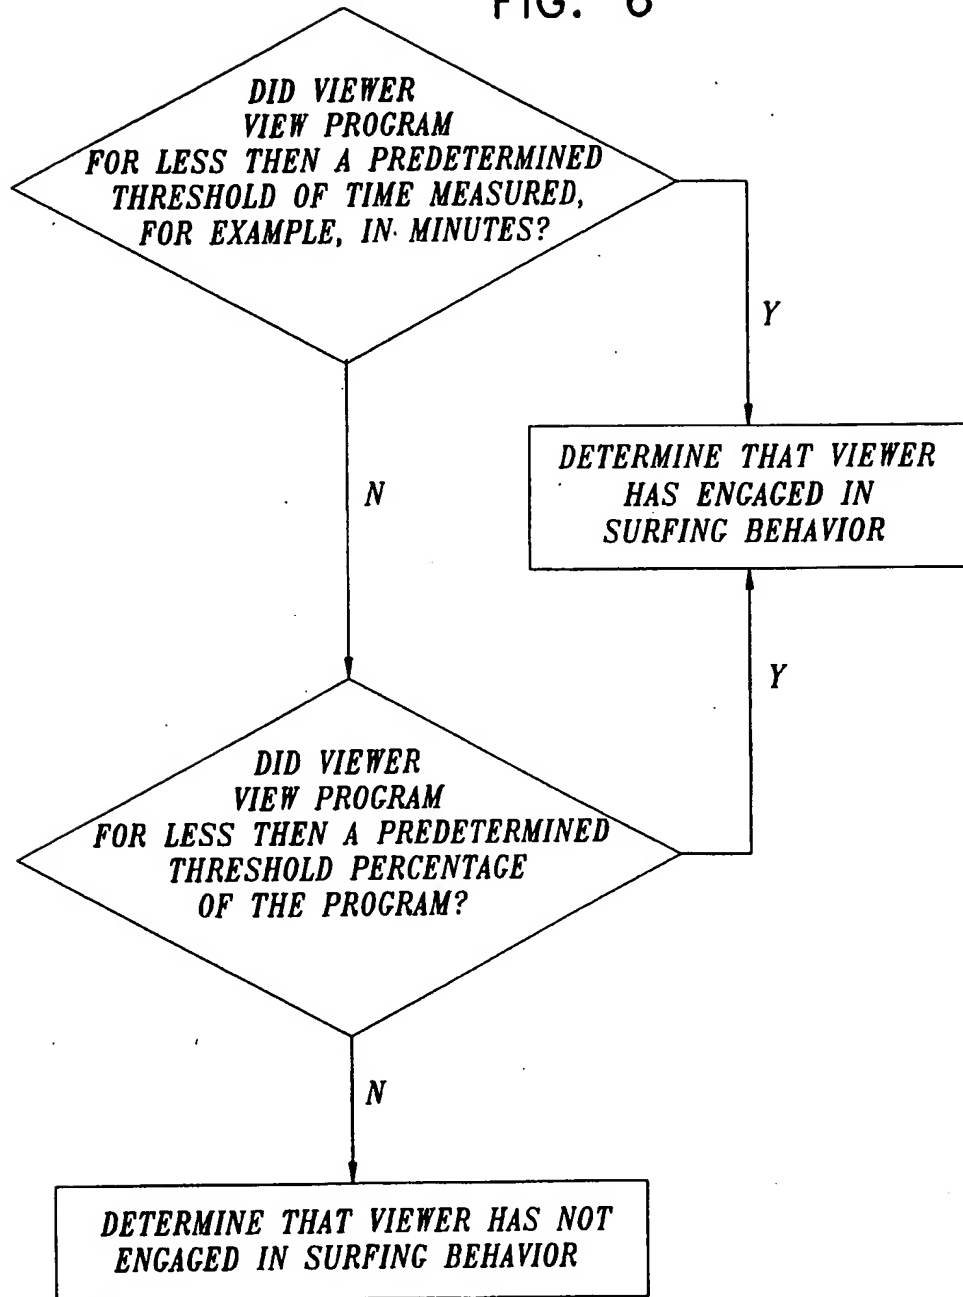 FIG. 6
DID VIEWER
VIEW PROGRAM
FOR LESS THEN A PREDETERMINED
THRESHOLD OF TIME MEASURED,
FOR EXAMPLE, IN MINUTES?
Y
DETERMINE THAT VIEWER
HAS ENGAGED IN
SURFING BEHAVIOR
N
Y
DID VIEWER
VIEW PROGRAM
FOR LESS THEN A PREDETERMINED
THRESHOLD PERCENTAGE
OF THE PROGRAM?
N
DETERMINE THAT VIEWER HAS NOT
ENGAGED IN SURFING BEHAVIOR